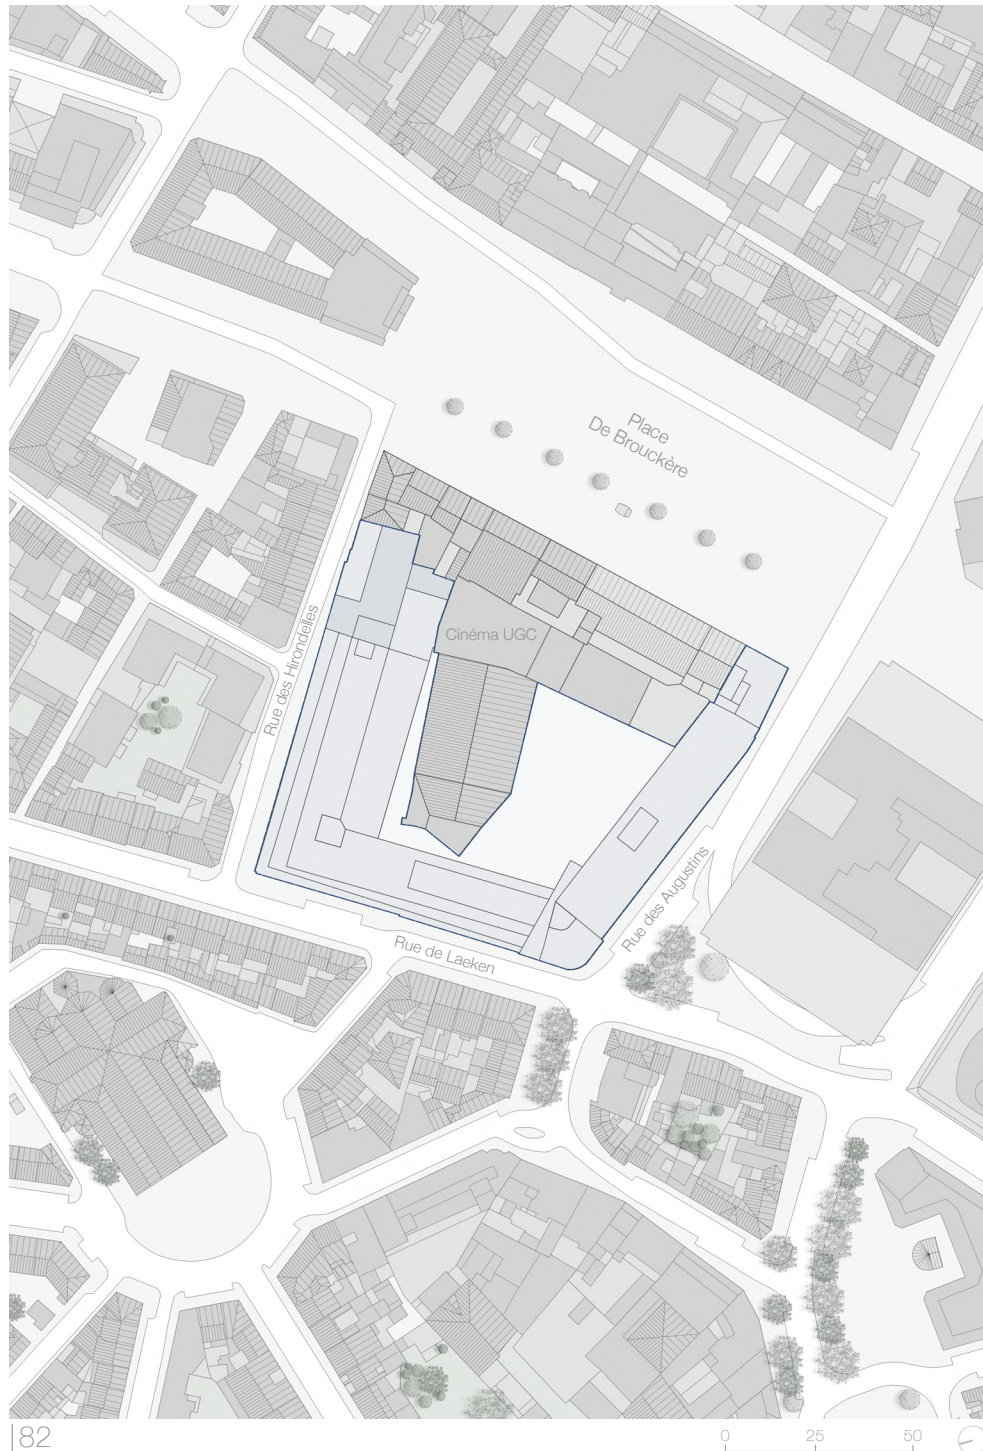 Place
De Brouckère
Cinéma UGC
Rue des Hirondelles
Rue des Augustins
Rue de Laeken
|82
0 25 50